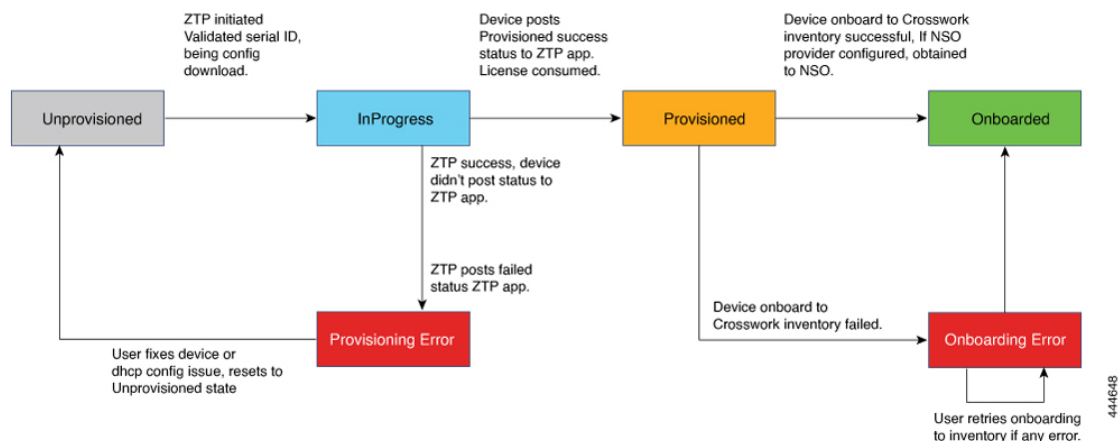 ZTP initiated
Validated serial ID,
being config
download.
Device posts
Provisioned success
status to ZTP app.
License consumed.
Device onboard to Crosswork
inventory successful, If NSO
provider configured, obtained
to NSO.
Unprovisioned
InProgress
Provisioned
Onboarded
ZTP success, device
didn't post status to
ZTP app.
ZTP posts failed
status ZTP app.
Device onboard to
Crosswork inventory failed.
Provisioning Error
Onboarding Error
User fixes device or
dhcp config issue, resets to
Unprovisioned state
User retries onboarding
to inventory if any error.
444648